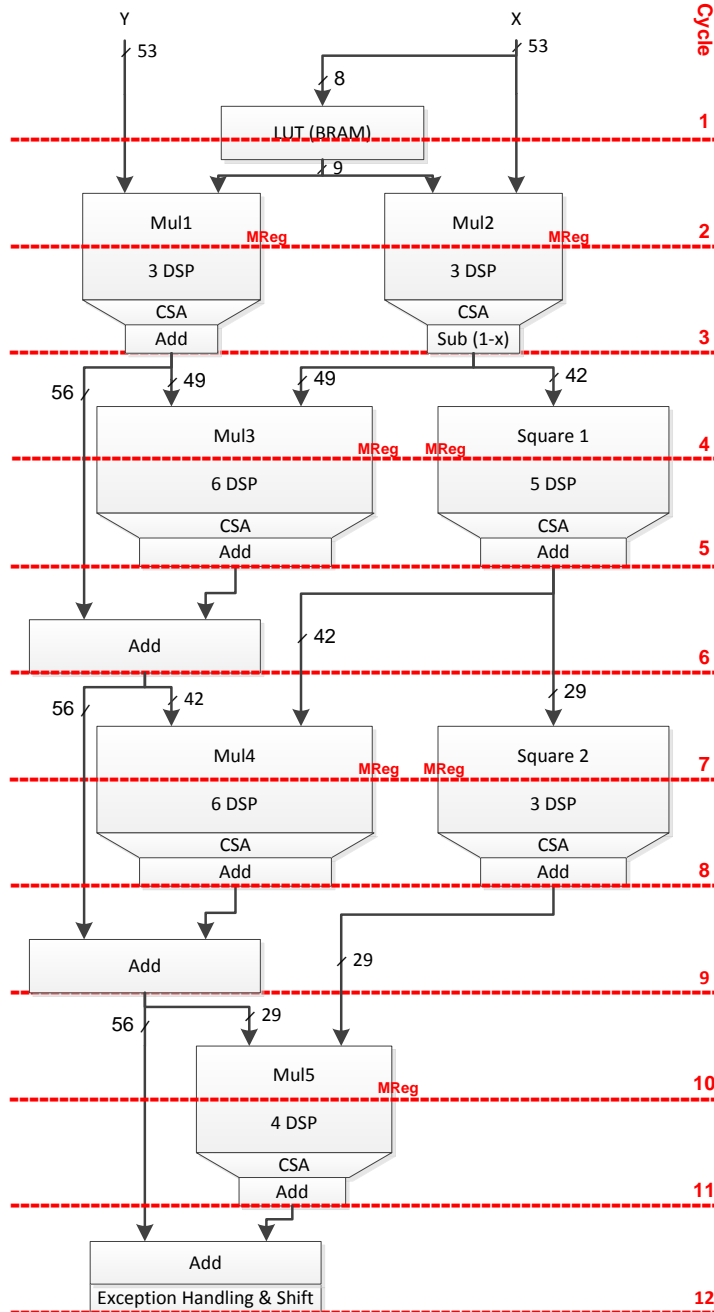 Y
X
Cycle
53
53
8
1
LUT (BRAM)
9
Mul1
Mul2
2
MReg
MReg
3 DSP
3 DSP
CSA
CSA
Add
Sub (1-x)
3
56
49
49
42
Mul3
Square 1
4
MReg
MReg
6 DSP
5 DSP
CSA
CSA
Add
Add
5
Add
42
6
56
42
29
Mul4
Square 2
7
MReg
MReg
6 DSP
3 DSP
CSA
CSA
Add
Add
8
Add
29
9
56
29
Mul5
10
MReg
4 DSP
CSA
Add
11
Add
Exception Handling & Shift
12